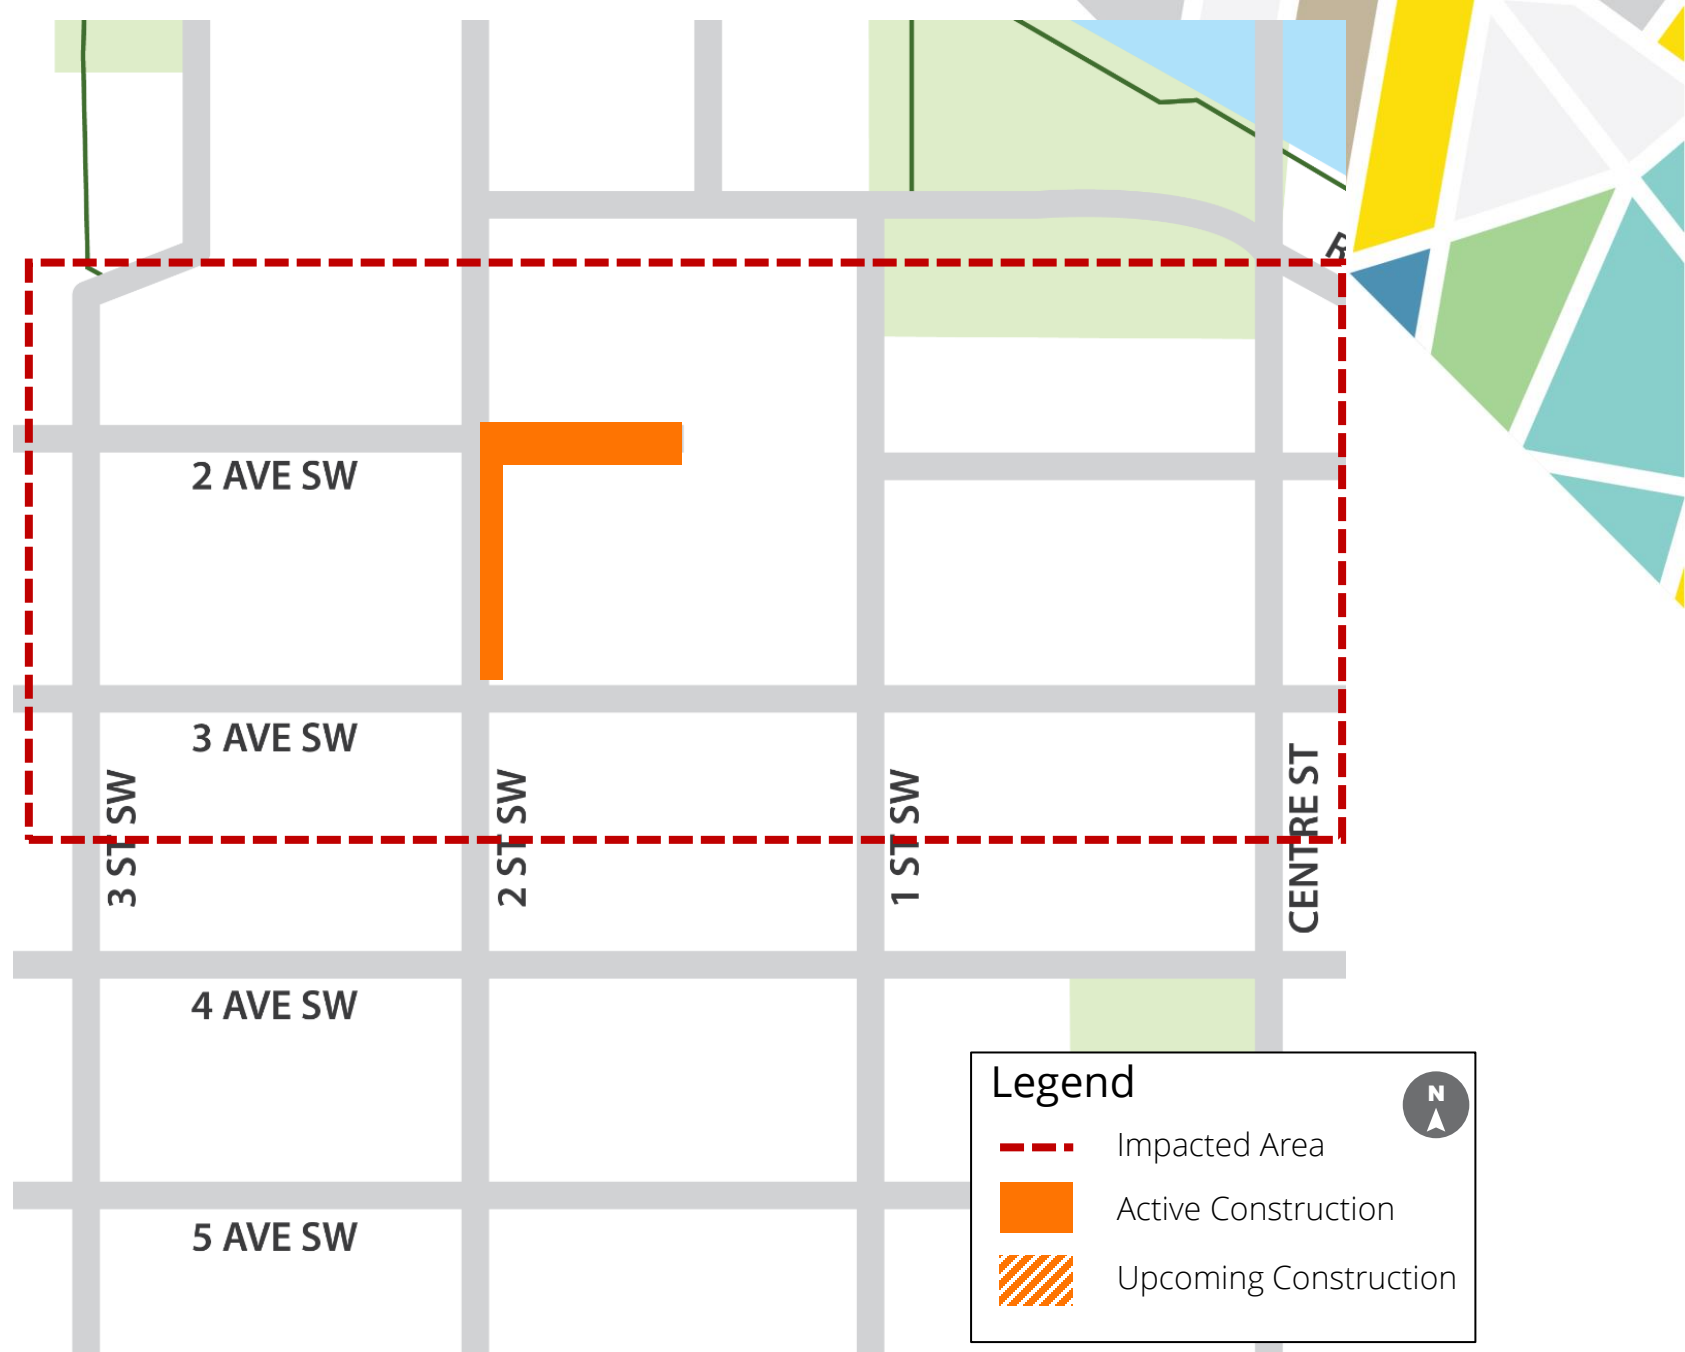 2 AVE SW
3 AVE SW
3 ST SW
2 ST SW
1 ST SW
CENTRE ST
4 AVE SW
5 AVE SW
Legend
N
Impacted Area
Active Construction
Upcoming Construction